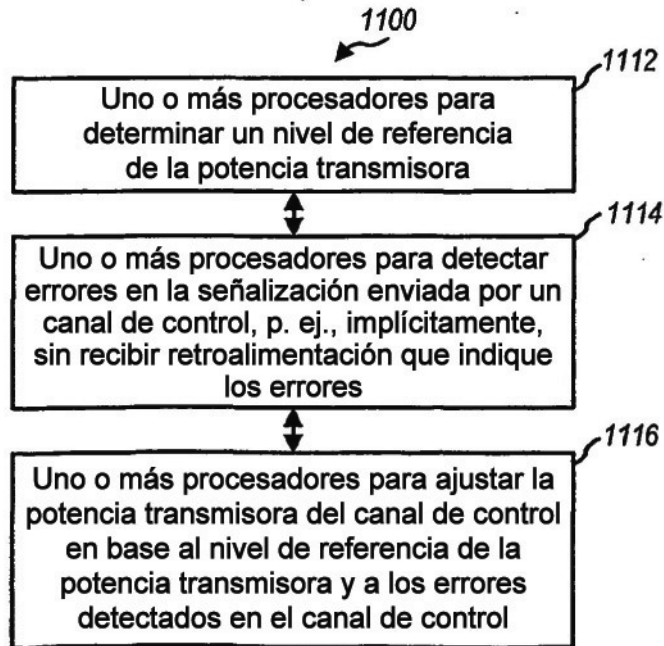 1100
1112
Uno o más procesadores para
determinar un nivel de referencia
de la potencia transmisora
1114
Uno o más procesadores para detectar
errores en la señalización enviada por un
canal de control, p. ej., implícitamente,
sin recibir retroalimentación que indique
los errores
1116
Uno o más procesadores para ajustar la
potencia transmisora del canal de control
en base al nivel de referencia de la
potencia transmisora y a los errores
detectados en el canal de control